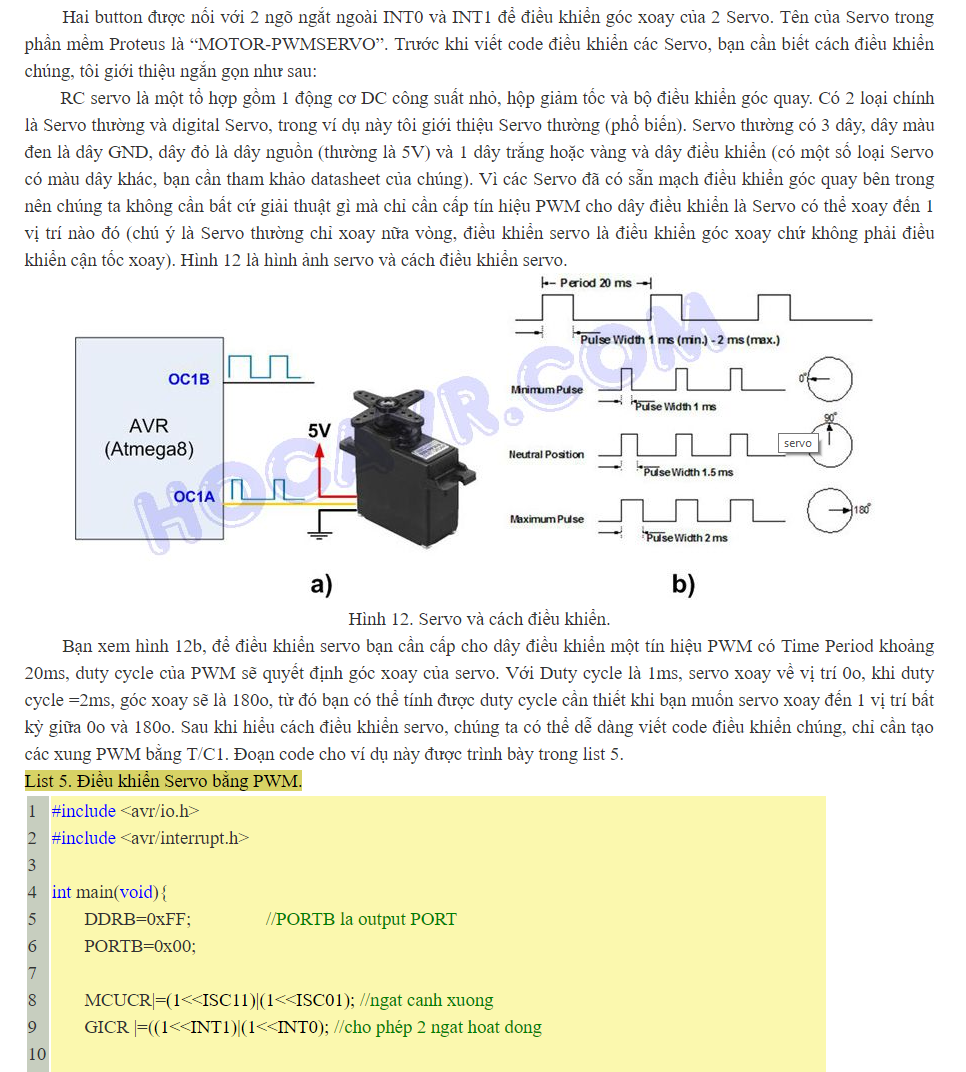 Hai button được nối với 2 ngõ ngắt ngoài INT0 và INT1 để điều khiển góc xoay của 2 Servo. Tên của Servo trong
phần mềm Proteus là “MOTOR-PWMSERVO”. Trước khi viết code điều khiển các Servo, bạn cần biết cách điều khiển
chúng, tôi giới thiệu ngắn gọn như sau:
RC servo là một tổ hợp gồm 1 động cơ DC công suất nhỏ, hộp giảm tốc và bộ điều khiển góc quay. Có 2 loại chính
là Servo thường và digital Servo, trong ví dụ này tôi giới thiệu Servo thường (phổ biến). Servo thường có 3 dây, dây màu
đen là dây GND, dây đỏ là dây nguồn (thường là 5V) và 1 dây trắng hoặc vàng và dây điều khiển (có một số loại Servo
có màu dây khác, bạn cần tham khảo datasheet của chúng). Vì các Servo đã có sẵn mạch điều khiển góc quay bên trong
nên chúng ta không cần bất cứ giải thuật gì mà chỉ cần cấp tín hiệu PWM cho dây điều khiển là Servo có thể xoay đến 1
vị trí nào đó (chú ý là Servo thường chỉ xoay nữa vòng, điều khiển servo là điều khiển góc xoay chứ không phải điều
khiển cận tốc xoay). Hình 12 là hình ảnh servo và cách điều khiển servo.
HOCAVR.COM
OC1B
AVR
(Atmega8)
OC1A
5V
a)
Period 20 ms
Pulse Width 1 ms (min.) - 2 ms (max.)
Minimum Pulse
Pulse Width 1 ms
0°
Neutral Position
Pulse Width 1.5 ms
90°
servo
Maximum Pulse
Pulse Width 2 ms
180°
b)
Hình 12. Servo và cách điều khiển.
Bạn xem hình 12b, để điều khiển servo bạn cần cấp cho dây điều khiển một tín hiệu PWM có Time Period khoảng
20ms, duty cycle của PWM sẽ quyết định góc xoay của servo. Với Duty cycle là 1ms, servo xoay về vị trí 0o, khi duty
cycle =2ms, góc xoay sẽ là 180o, từ đó bạn có thể tính được duty cycle cần thiết khi bạn muốn servo xoay đến 1 vị trí bất
kỳ giữa 0o và 180o. Sau khi hiểu cách điều khiển servo, chúng ta có thể dễ dàng viết code điều khiển chúng, chỉ cần tạo
các xung PWM bằng T/C1. Đoạn code cho ví dụ này được trình bày trong list 5.
List 5. Điều khiển Servo bằng PWM.
1 #include <avr/io.h>
2 #include <avr/interrupt.h>
3
4 int main(void){
5 DDRB=0xFF; //PORTB la output PORT
6 PORTB=0x00;
7
8 MCUCR|=(1<<ISC11)|(1<<ISC01); //ngat canh xuong
9 GICR |=((1<<INT1)|(1<<INT0); //cho phép 2 ngat hoat dong
10